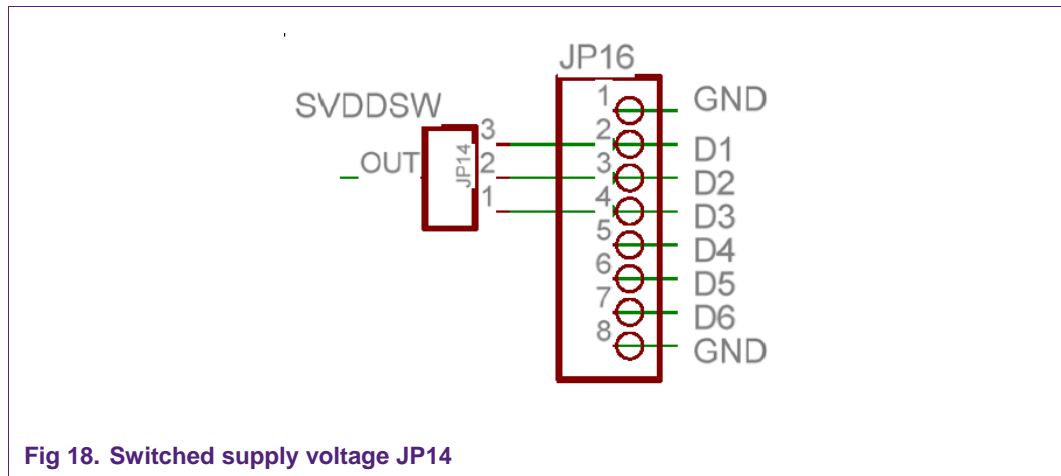 JP16
SVDDSW
OUT
JP14
3
2
1
1
2
3
4
5
6
7
8
GND
D1
D2
D3
D4
D5
D6
GND
Fig 18. Switched supply voltage JP14